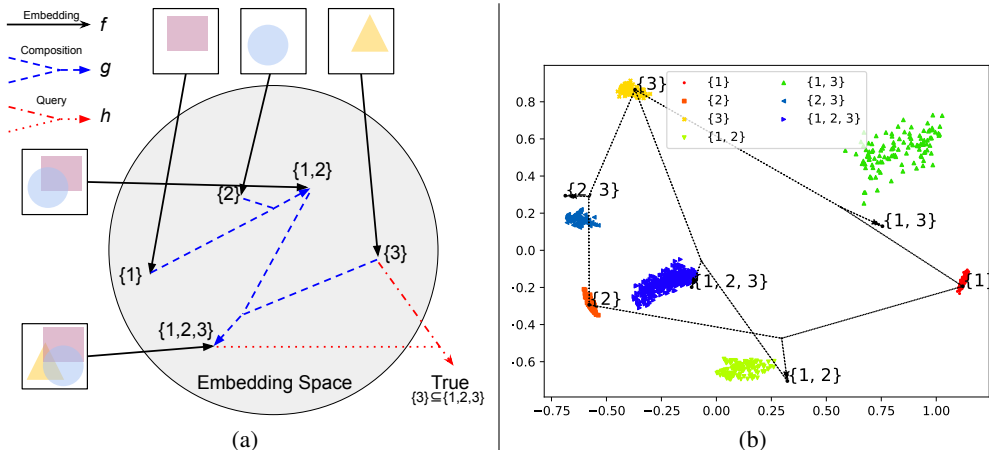 Embedding
f
Composition
g
Query
h
{1,2}
{2}
{1}
{3}
{1,2,3}
Embedding Space
True
{3}⊆{1,2,3}
(a)
{1}
{2}
{3}
{1, 2}
{1, 3}
{2, 3}
{1, 2, 3}
{3}
{2, 3}
{1, 3}
{2}
{1, 2, 3}
{1}
{1, 2}
0.8
0.6
0.4
0.2
0.0
-0.2
-0.4
-0.6
-0.75 -0.50 -0.25 0.00 0.25 0.50 0.75 1.00
(b)